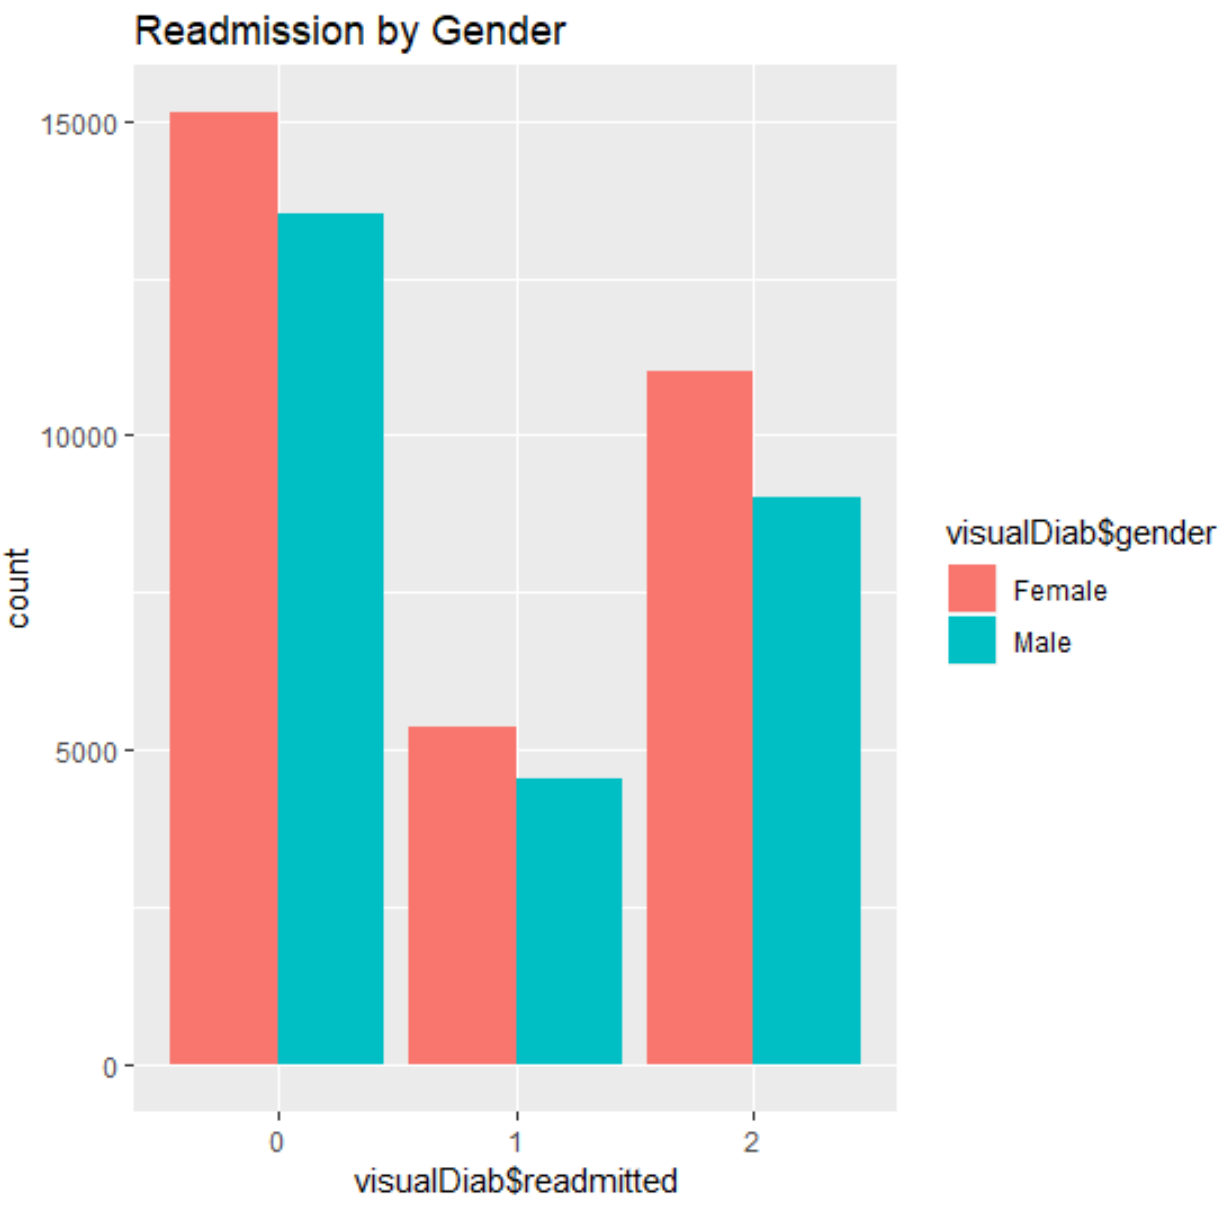 Readmission by Gender
15000
10000
5000
0
count
0 1 2
visualDiab$readmitted
visualDiab$gender
Female
Male